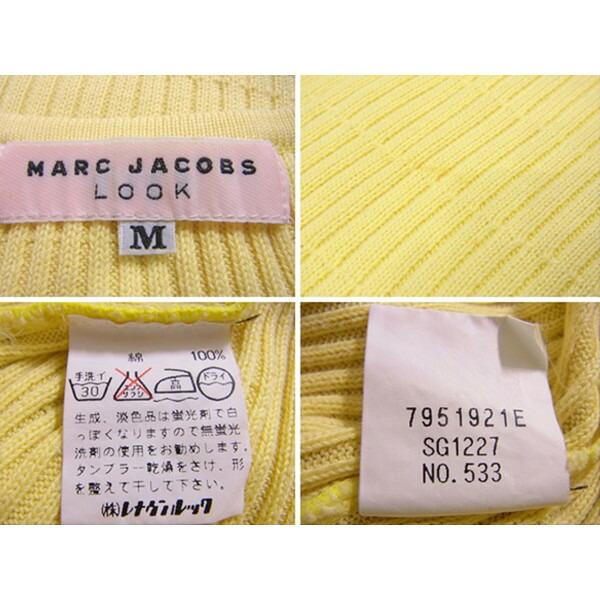 MARC JACOBS
LOOK
M
綿 100%
手洗イ 30 エンソ サラシ 高 ドライ
生成、淡色品は蛍光剤で白
っぽくなりますので無蛍光
洗剤の使用をお勧めします。
タンブラー乾燥をさけ、形
を整えて干して下さい。
(株)レナウンルック
7951921E
SG1227
NO.533